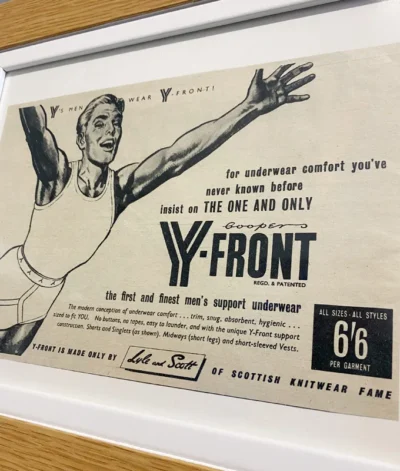 Y's MEN WEAR Y-FRONT!
for underwear comfort you've
never known before
insist on THE ONE AND ONLY
Coopers
Y-FRONT
REGD. & PATENTED
the first and finest men's support underwear
The modern conception of underwear comfort . . . trim, snug, absorbent, hygienic . . .
sized to fit YOU. No buttons, no tapes, easy to launder, and with the unique Y-Front support
construction. Shorts and Singlets (as shown). Midways (short legs) and short-sleeved Vests.
ALL SIZES · ALL STYLES
6'6
PER GARMENT
Y-FRONT IS MADE ONLY BY Lyle and Scott OF SCOTTISH KNITWEAR FAME